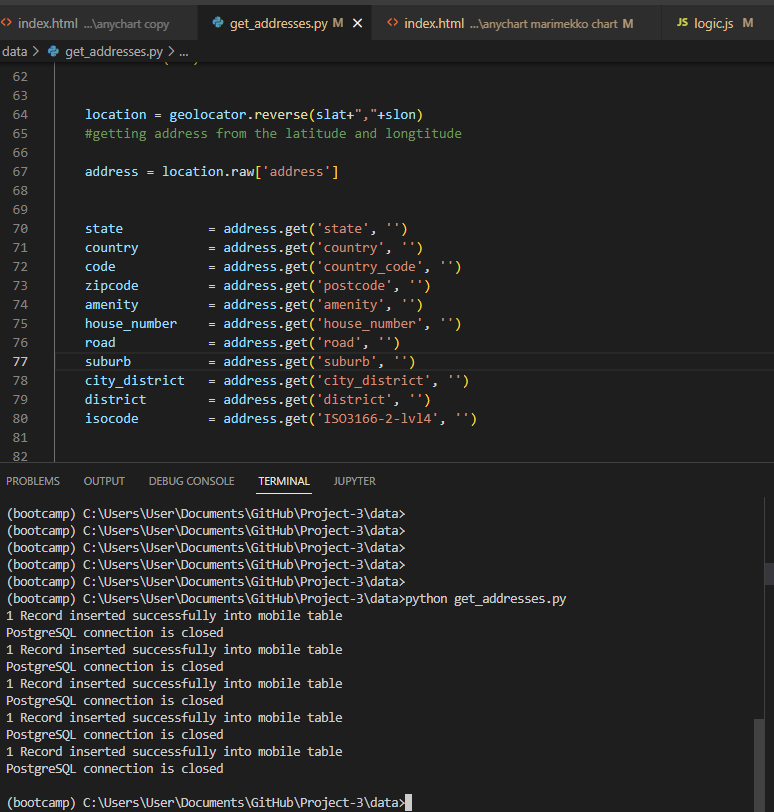 <> index.html ...\anychart copy get_addresses.py M × <> index.html ...\anychart marimekko chart M JS logic.js M
data > get_addresses.py > ...
62
63
64 location = geolocator.reverse(slat+","+slon)
65 #getting address from the latitude and longtitude
66
67 address = location.raw['address']
68
69
70 state = address.get('state', '')
71 country = address.get('country', '')
72 code = address.get('country_code', '')
73 zipcode = address.get('postcode', '')
74 amenity = address.get('amenity', '')
75 house_number = address.get('house_number', '')
76 road = address.get('road', '')
77 suburb = address.get('suburb', '')
78 city_district = address.get('city_district', '')
79 district = address.get('district', '')
80 isocode = address.get('ISO3166-2-lvl4', '')
81
82
PROBLEMS OUTPUT DEBUG CONSOLE TERMINAL JUPYTER
(bootcamp) C:\Users\User\Documents\GitHub\Project-3\data>
(bootcamp) C:\Users\User\Documents\GitHub\Project-3\data>
(bootcamp) C:\Users\User\Documents\GitHub\Project-3\data>
(bootcamp) C:\Users\User\Documents\GitHub\Project-3\data>
(bootcamp) C:\Users\User\Documents\GitHub\Project-3\data>
(bootcamp) C:\Users\User\Documents\GitHub\Project-3\data>python get_addresses.py
1 Record inserted successfully into mobile table
PostgreSQL connection is closed
1 Record inserted successfully into mobile table
PostgreSQL connection is closed
1 Record inserted successfully into mobile table
PostgreSQL connection is closed
1 Record inserted successfully into mobile table
PostgreSQL connection is closed
1 Record inserted successfully into mobile table
PostgreSQL connection is closed
(bootcamp) C:\Users\User\Documents\GitHub\Project-3\data>